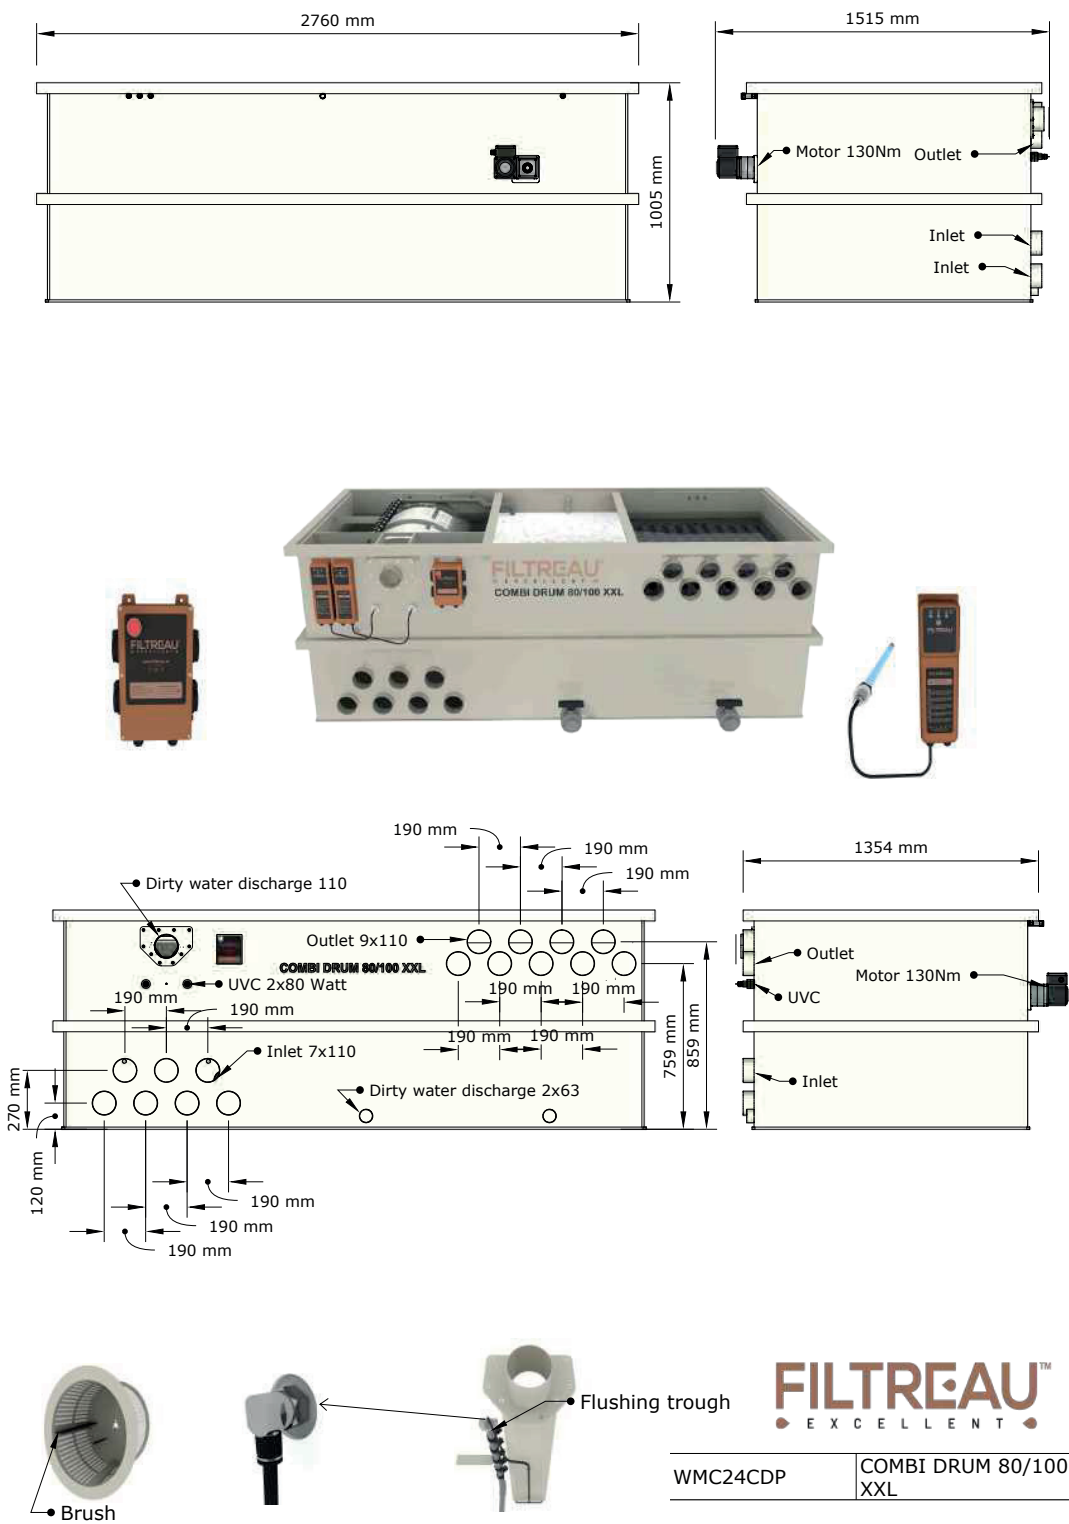 2760 mm
1515 mm
1005 mm
Motor 130Nm
Outlet
Inlet
Inlet
FILTREAU
EXCELLENT
COMBI DRUM 80/100 XXL
FILTREAU
190 mm
190 mm
190 mm
1354 mm
Dirty water discharge 110
Outlet 9x110
COMBI DRUM 80/100 XXL
UVC 2x80 Watt
190 mm
190 mm
190 mm
190 mm
190 mm
190 mm
Inlet 7x110
Dirty water discharge 2x63
759 mm
859 mm
270 mm
120 mm
190 mm
190 mm
190 mm
Outlet
Motor 130Nm
UVC
Inlet
Flushing trough
Brush
FILTREAU™
EXCELLENT
WMC24CDP
COMBI DRUM 80/100
XXL